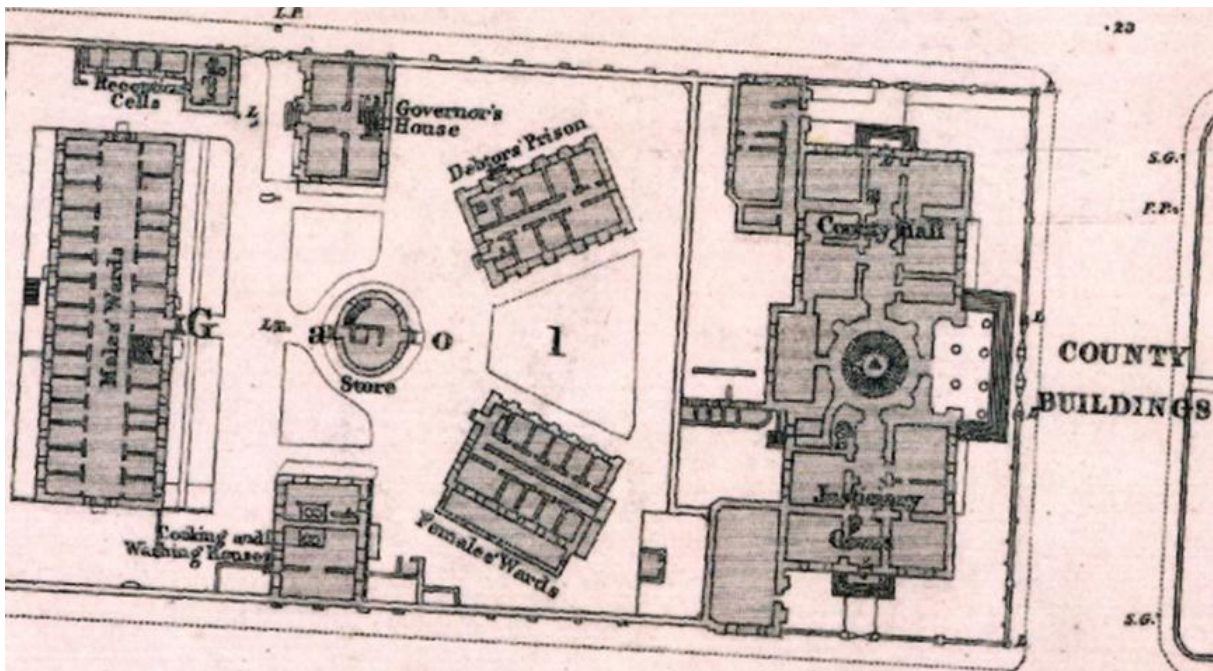 L.P.
• 23
Reception
Cells
L
Governor's
House
Debtors' Prison
S.G.
F.P.
County Hall
Males' Wards
G a o l
Store
L
COUNTY
BUILDINGS
Justiciary
Court
Cooking and
Washing Houses
Females' Wards
L
S.G.